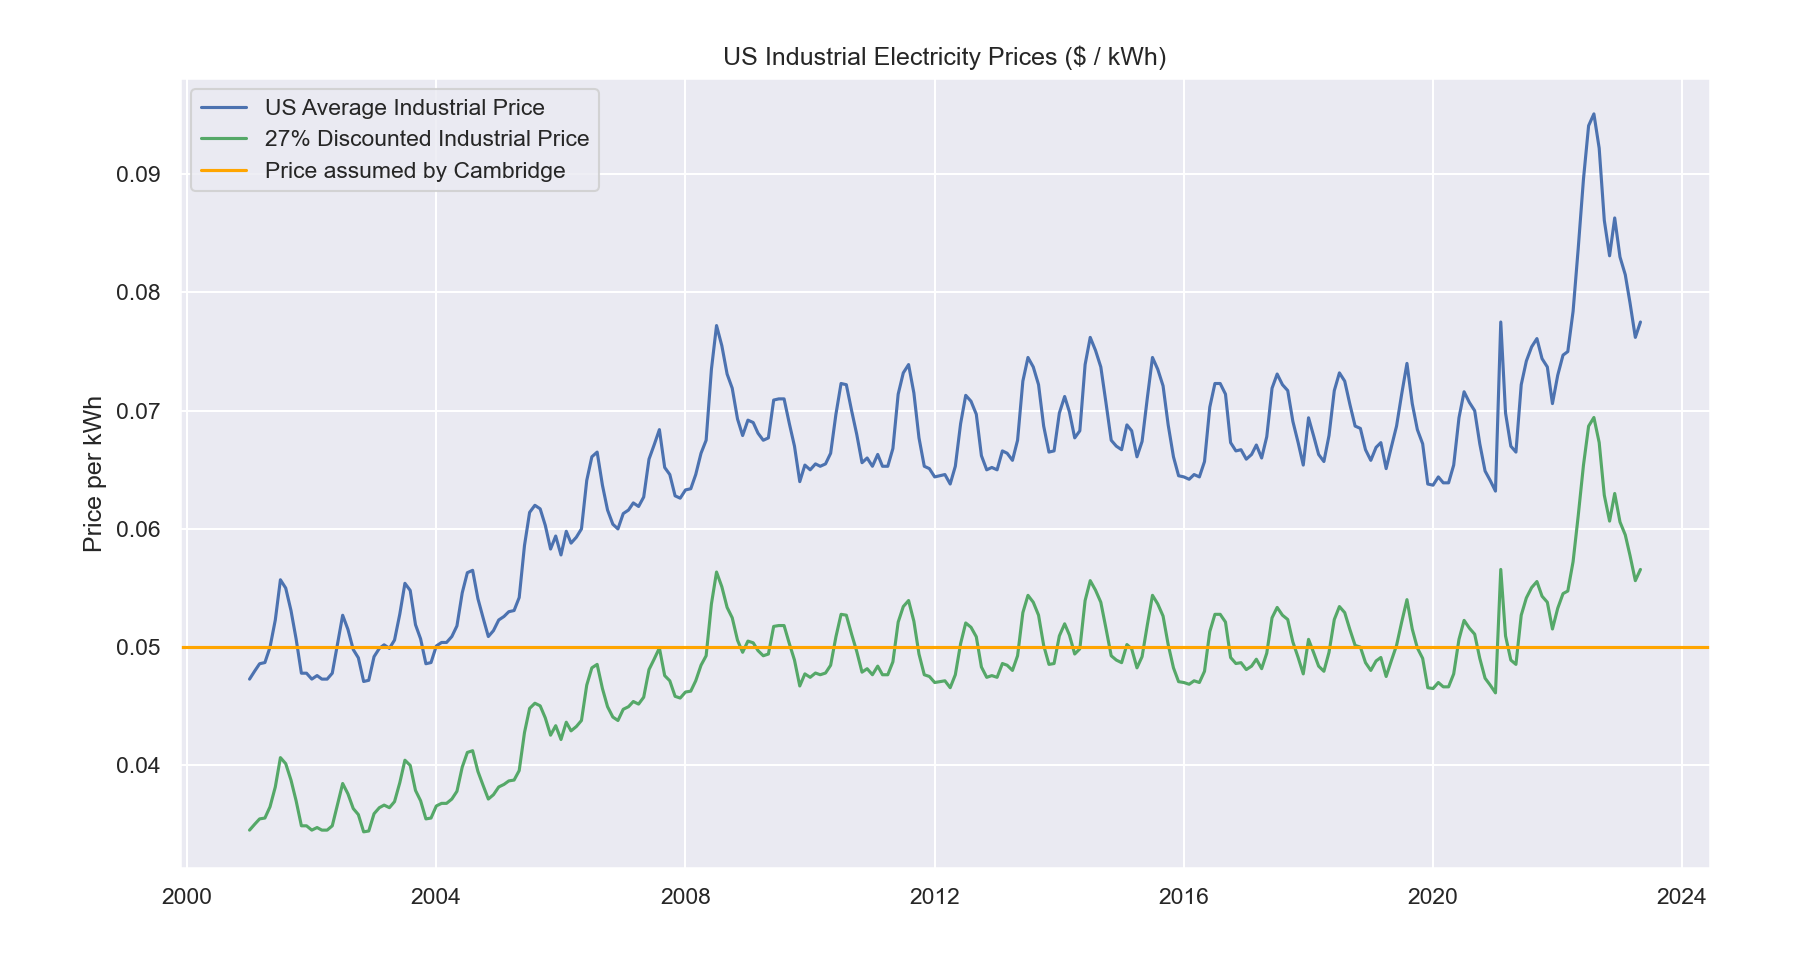 US Industrial Electricity Prices ($ / kWh)
US Average Industrial Price
27% Discounted Industrial Price
Price assumed by Cambridge
Price per kWh
0.09
0.08
0.07
0.06
0.05
0.04
2000 2004 2008 2012 2016 2020 2024